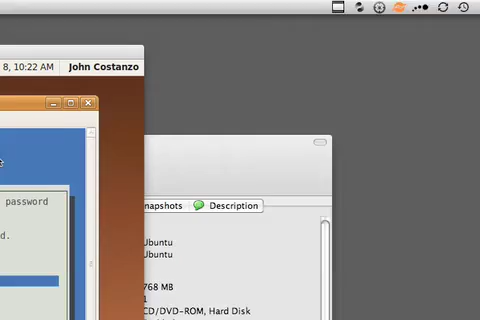 8, 10:22 AM John Costanzo
password
d.
napshots Description
Ubuntu
Ubuntu
768 MB
1
CD/DVD-ROM, Hard Disk